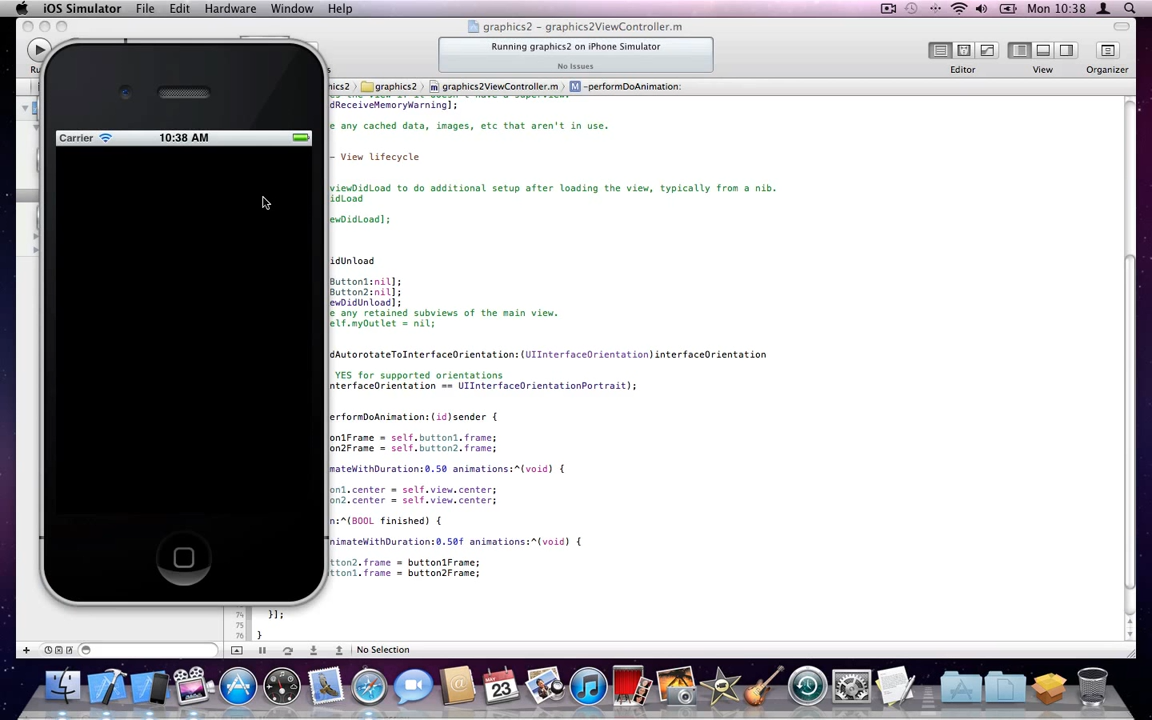 iOS Simulator File Edit Hardware Window Help Mon 10:38
graphics2 – graphics2ViewController.m
Running graphics2 on iPhone Simulator
No Issues
Editor View Organizer
graphics2 graphics2ViewController.m M -performDoAnimation:
dReceiveMemoryWarning];
e any cached data, images, etc that aren't in use.
Carrier 10:38 AM
– View lifecycle
viewDidLoad to do additional setup after loading the view, typically from a nib.
idLoad
ewDidLoad];
idUnload
Button1:nil];
Button2:nil];
ewDidUnload];
e any retained subviews of the main view.
elf.myOutlet = nil;
dAutorotateToInterfaceOrientation:(UIInterfaceOrientation)interfaceOrientation
YES for supported orientations
nterfaceOrientation == UIInterfaceOrientationPortrait);
erformDoAnimation:(id)sender {
on1Frame = self.button1.frame;
on2Frame = self.button2.frame;
mateWithDuration:0.50 animations:^(void) {
on1.center = self.view.center;
on2.center = self.view.center;
n:^(BOOL finished) {
nimateWithDuration:0.50f animations:^(void) {
tton2.frame = button1Frame;
tton1.frame = button2Frame;
74 }];
75
76 }
No Selection
MAY
23